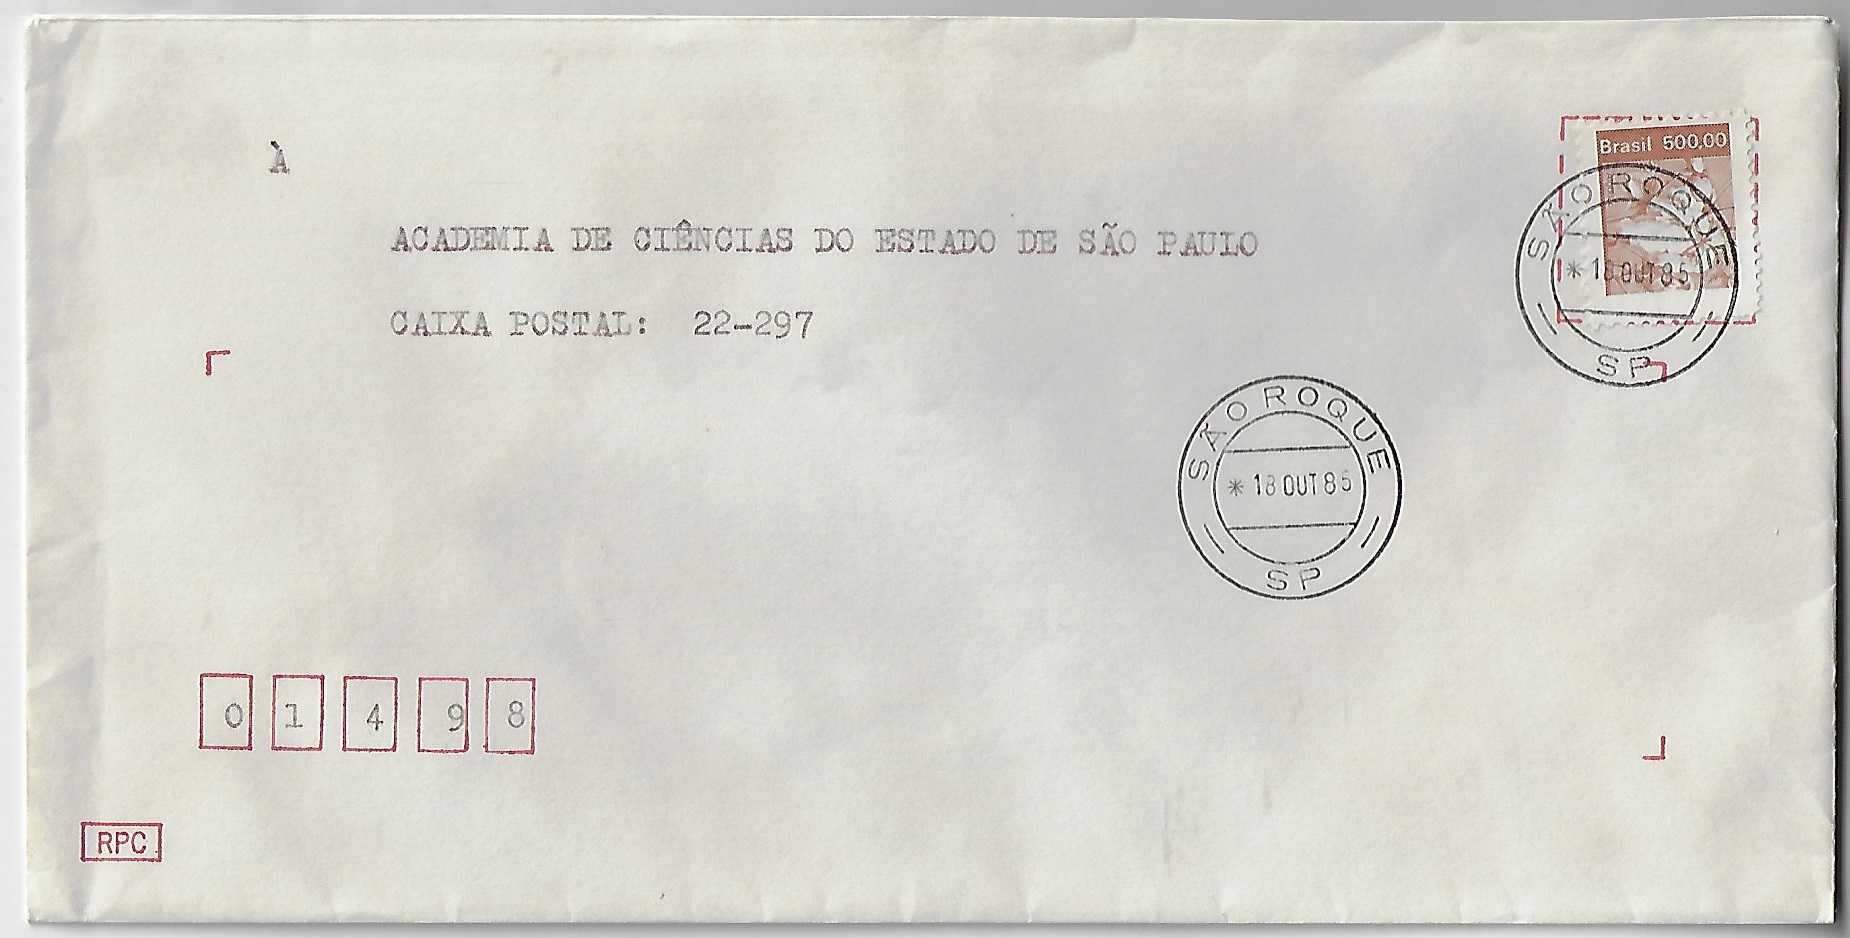 À
ACADEMIA DE CIÊNCIAS DO ESTADO DE SÃO PAULO
CAIXA POSTAL: 22-297
Brasil 500,00
SÃO ROQUE
* 18 OUT 85
SP
SÃO ROQUE
* 18 OUT 85
SP
0 1 4 9 8
RPC